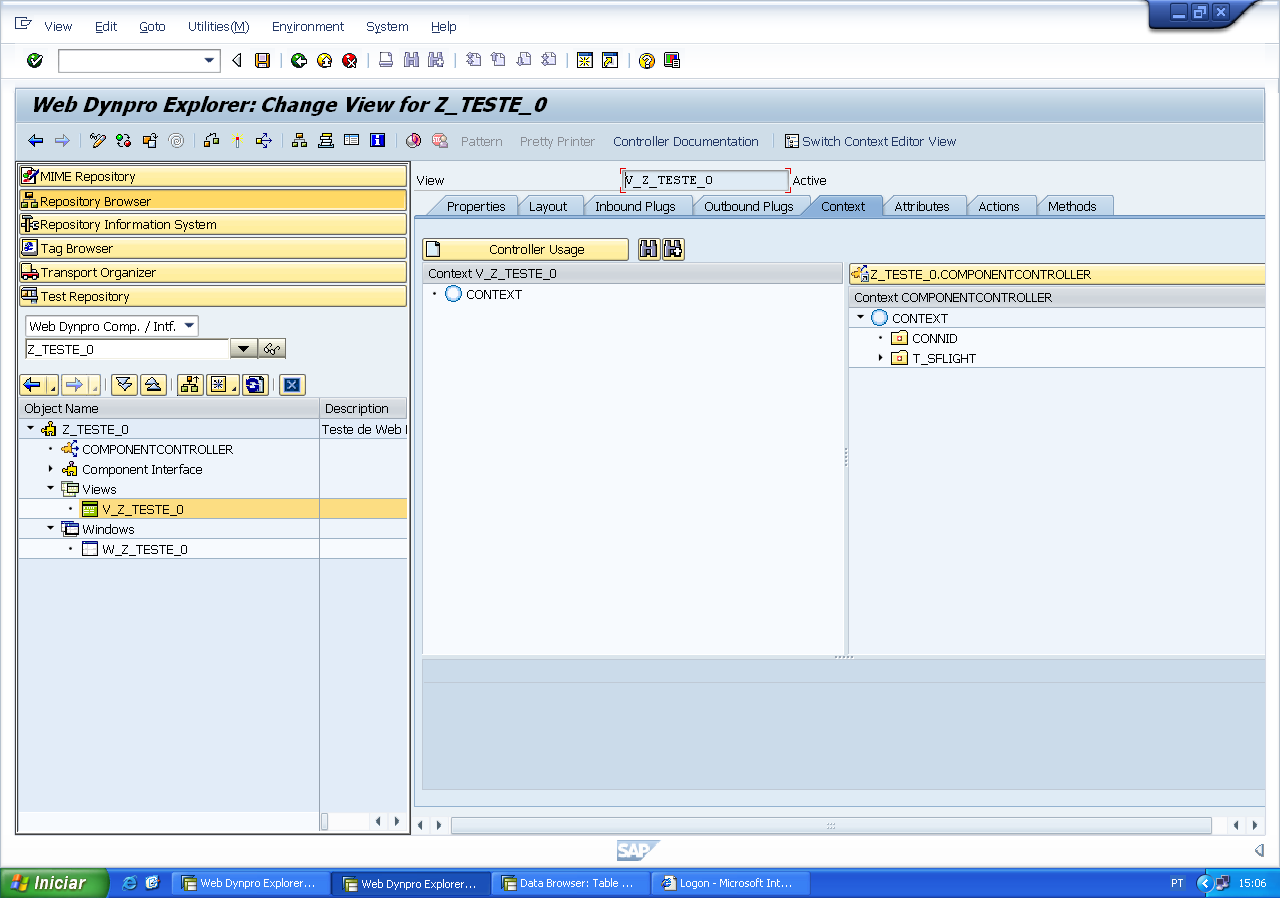 View Edit Goto Utilities(M) Environment System Help
Web Dynpro Explorer: Change View for Z_TESTE_0
Pattern Pretty Printer Controller Documentation Switch Context Editor View
MIME Repository
Repository Browser
Repository Information System
Tag Browser
Transport Organizer
Test Repository
Web Dynpro Comp. / Intf.
Z_TESTE_0
Object Name Description
Z_TESTE_0 Teste de Web
COMPONENTCONTROLLER
Component Interface
Views
V_Z_TESTE_0
Windows
W_Z_TESTE_0
View V_Z_TESTE_0 Active
Properties Layout Inbound Plugs Outbound Plugs Context Attributes Actions Methods
Controller Usage
Context V_Z_TESTE_0
CONTEXT
Z_TESTE_0.COMPONENTCONTROLLER
Context COMPONENTCONTROLLER
CONTEXT
CONNID
T_SFLIGHT
SAP
Iniciar Web Dynpro Explorer... Web Dynpro Explorer... Data Browser: Table ... Logon - Microsoft Int... PT 15:06